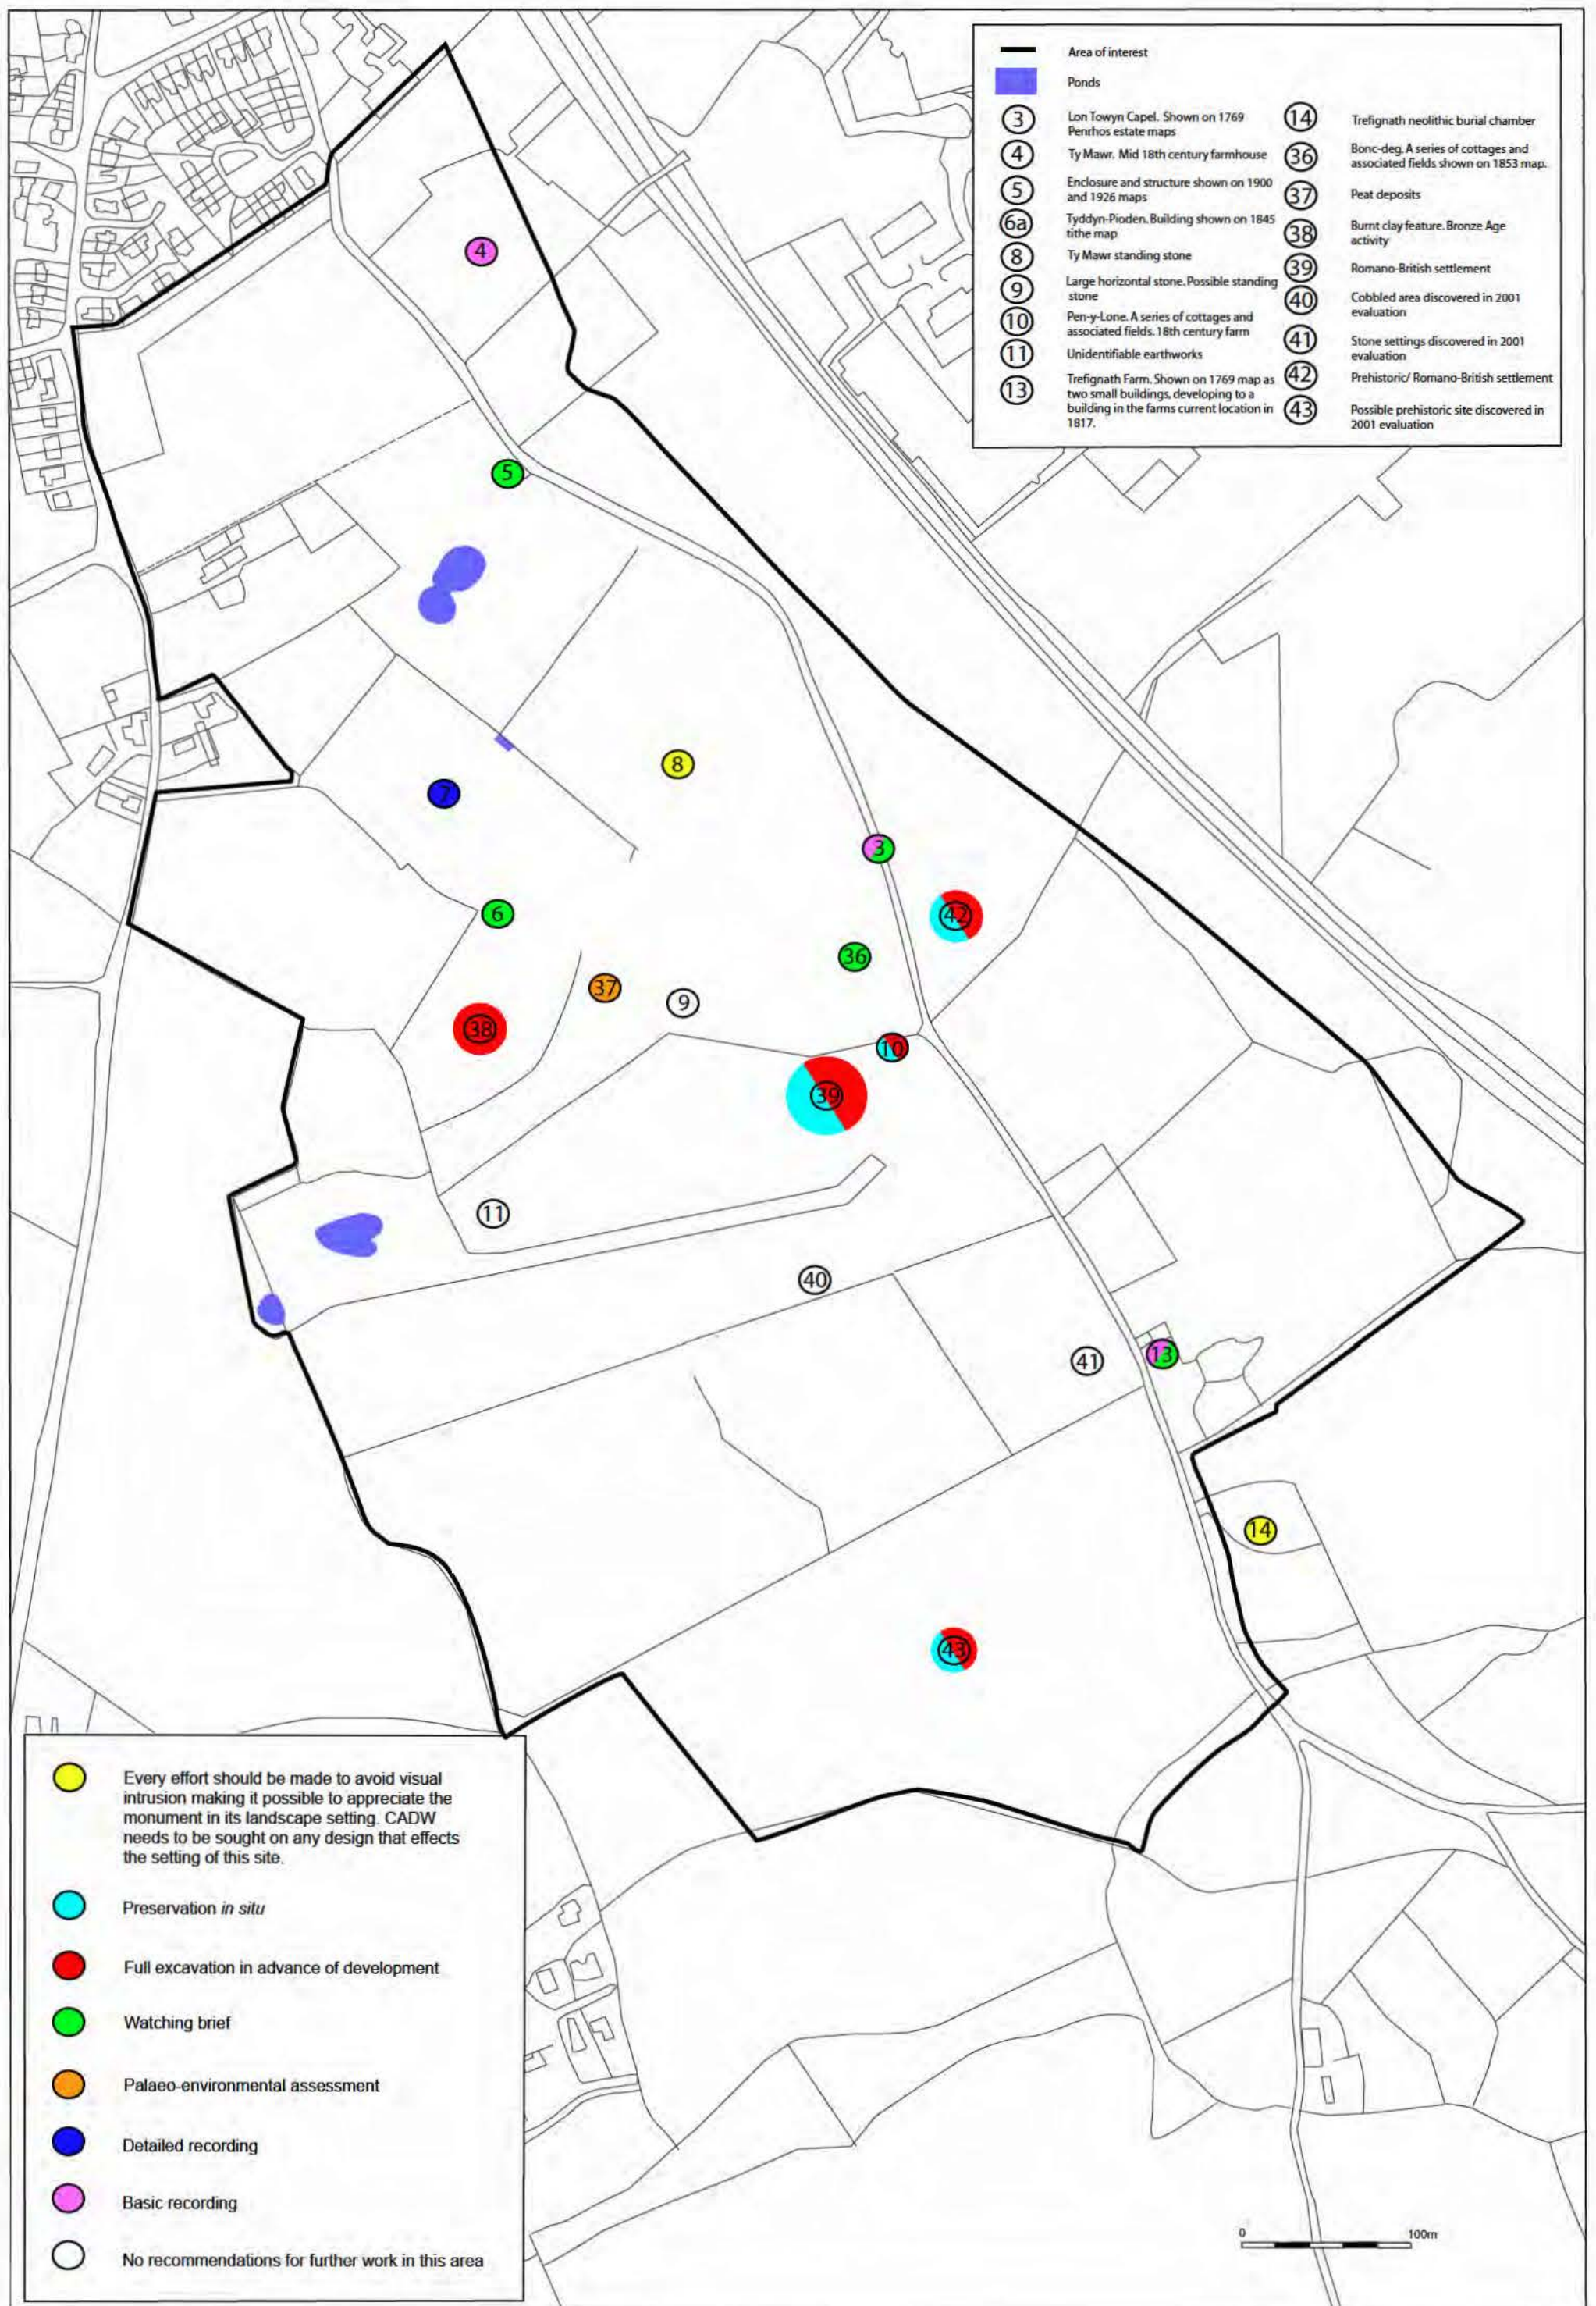 Area of interest
Ponds
3 Lon Towyn Capel. Shown on 1769
Penrhos estate maps
4 Ty Mawr. Mid 18th century farmhouse
5 Enclosure and structure shown on 1900
and 1926 maps
6a Tyddyn-Pioden. Building shown on 1845
tithe map
8 Ty Mawr standing stone
9 Large horizontal stone. Possible standing
stone
10 Pen-y-Lone. A series of cottages and
associated fields. 18th century farm
11 Unidentifiable earthworks
13 Trefignath Farm. Shown on 1769 map as
two small buildings, developing to a
building in the farms current location in
1817.
14 Trefignath neolithic burial chamber
36 Bonc-deg. A series of cottages and
associated fields shown on 1853 map.
37 Peat deposits
38 Burnt clay feature. Bronze Age
activity
39 Romano-British settlement
40 Cobbled area discovered in 2001
evaluation
41 Stone settings discovered in 2001
evaluation
42 Prehistoric/ Romano-British settlement
43 Possible prehistoric site discovered in
2001 evaluation
4
5
8
7
3
6
42
36
37
9
38
10
39
11
40
41
13
14
43
Every effort should be made to avoid visual
intrusion making it possible to appreciate the
monument in its landscape setting. CADW
needs to be sought on any design that effects
the setting of this site.
Preservation in situ
Full excavation in advance of development
Watching brief
Palaeo-environmental assessment
Detailed recording
Basic recording
No recommendations for further work in this area
0 100m